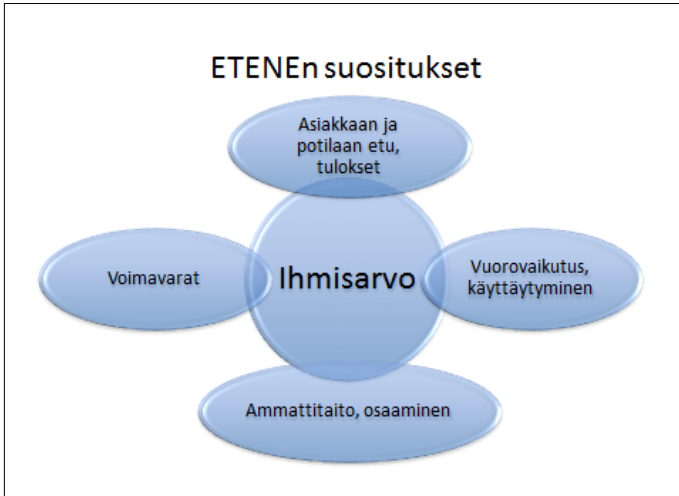 ETENEn suositukset
Asiakkaan ja
potilaan etu,
tulokset
Voimavarat
Ihmisarvo
Vuorovaikutus,
käyttäytyminen
Ammattitaito, osaaminen